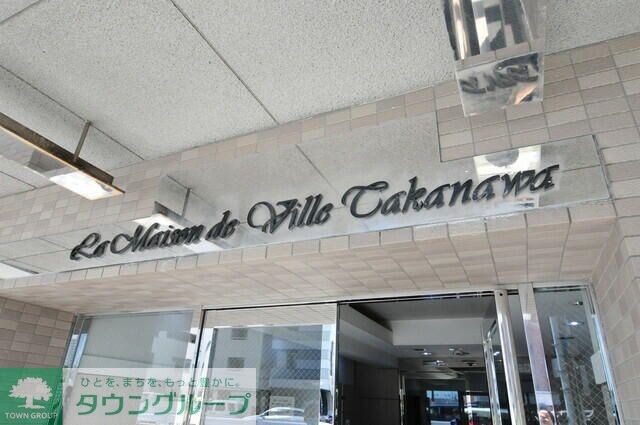 La Maison de Ville Takanawa
ひとを、まちを、もっと豊かに。
タウングループ
TOWN GROUP